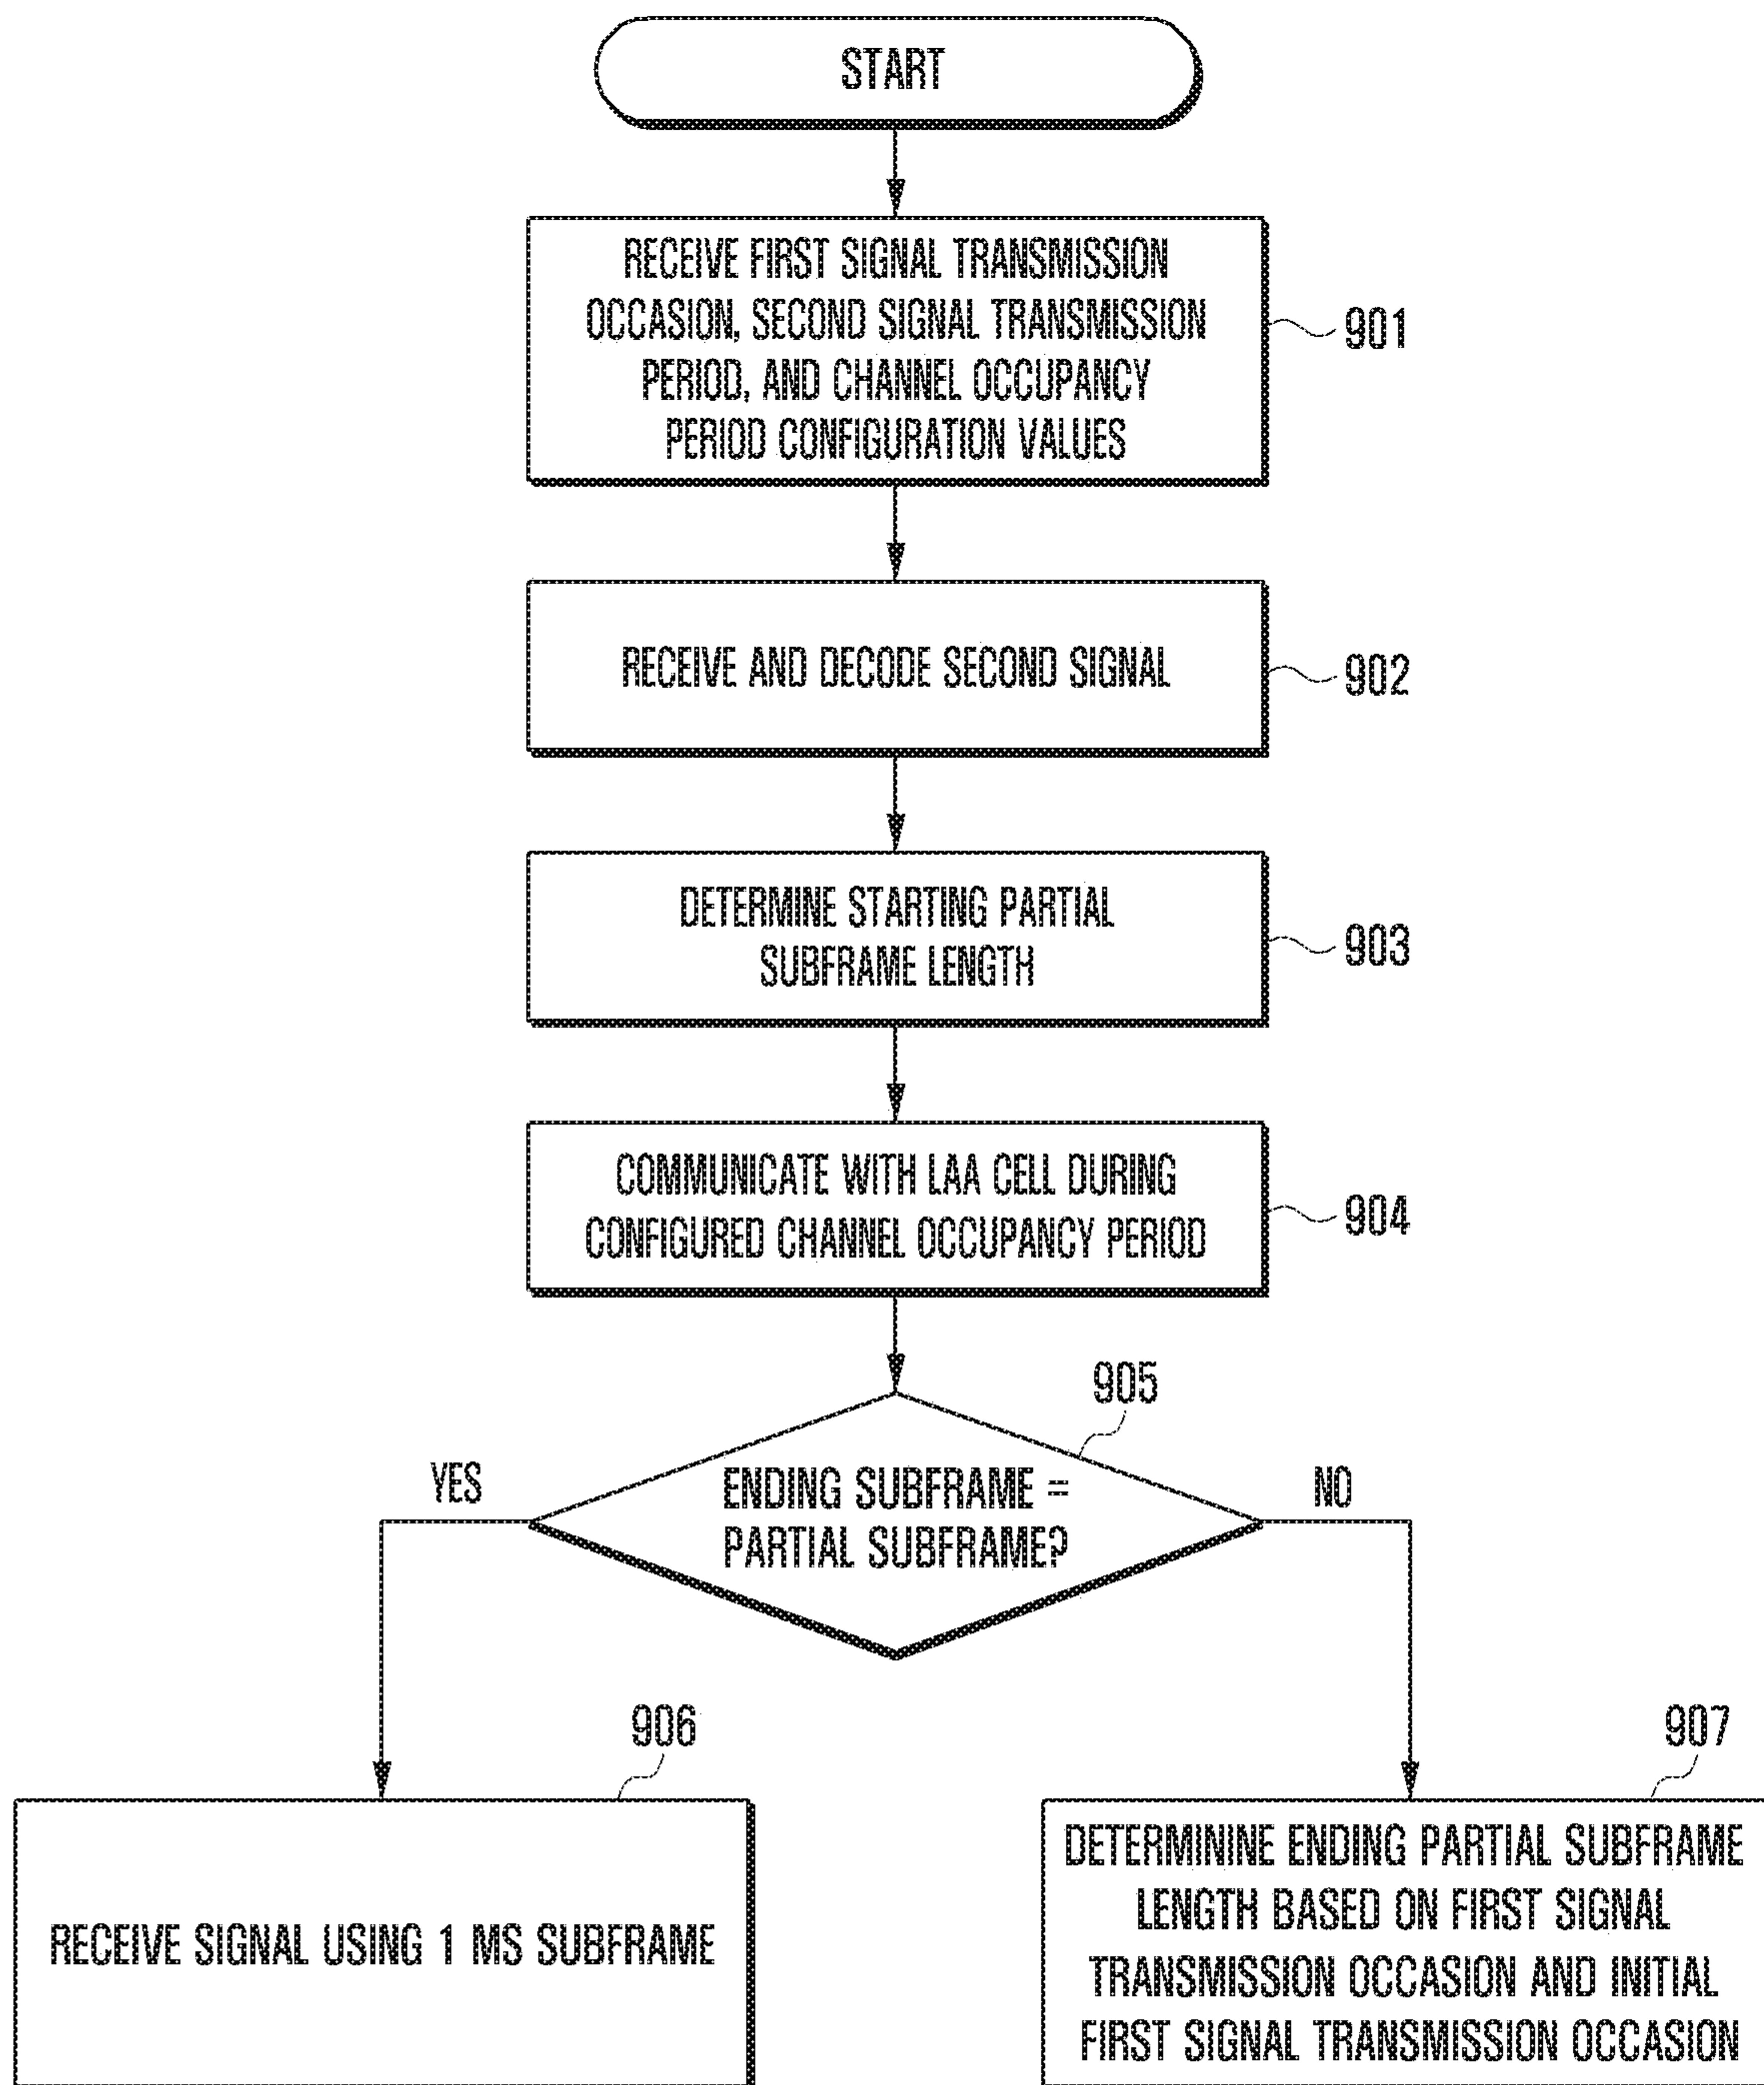 START
RECEIVE FIRST SIGNAL TRANSMISSION
OCCASION, SECOND SIGNAL TRANSMISSION
PERIOD, AND CHANNEL OCCUPANCY
PERIOD CONFIGURATION VALUES
901
RECEIVE AND DECODE SECOND SIGNAL
902
DETERMINE STARTING PARTIAL
SUBFRAME LENGTH
903
COMMUNICATE WITH LAA CELL DURING
CONFIGURED CHANNEL OCCUPANCY PERIOD
904
905
YES
ENDING SUBFRAME =
PARTIAL SUBFRAME?
NO
906
RECEIVE SIGNAL USING 1 MS SUBFRAME
907
DETERMININE ENDING PARTIAL SUBFRAME
LENGTH BASED ON FIRST SIGNAL
TRANSMISSION OCCASION AND INITIAL
FIRST SIGNAL TRANSMISSION OCCASION